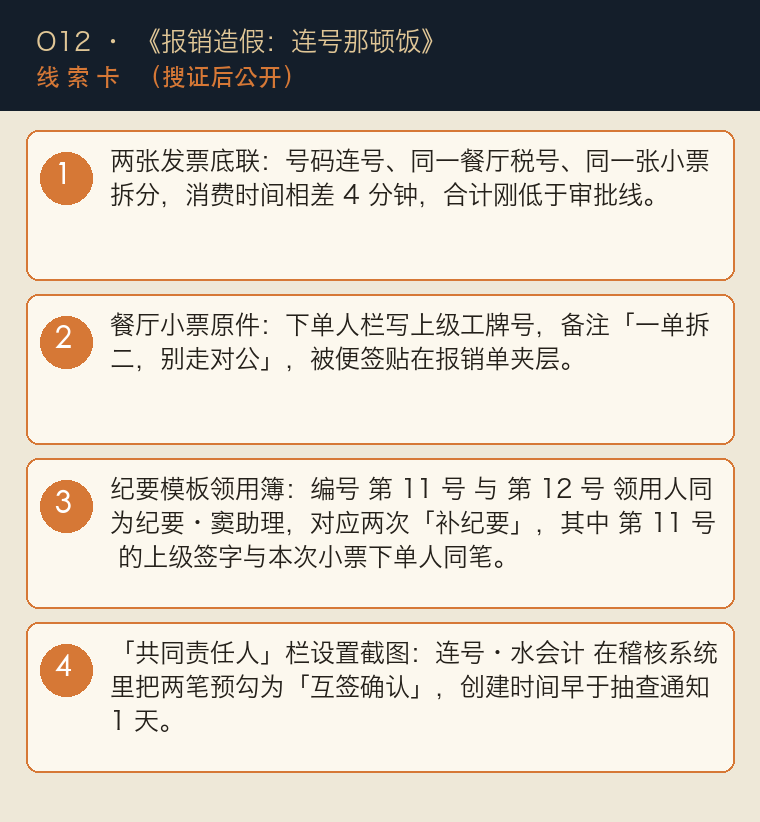 O12 · 《报销造假：连号那顿饭》
线索卡 （搜证后公开）
1
两张发票底联：号码连号、同一餐厅税号、同一张小票
拆分，消费时间相差 4 分钟，合计刚低于审批线。
2
餐厅小票原件：下单人栏写上级工牌号，备注「一单拆
二，别走对公」，被便签贴在报销单夹层。
3
纪要模板领用簿：编号 第 11 号 与 第 12 号 领用人同
为纪要·窦助理，对应两次「补纪要」，其中 第 11 号
的上级签字与本次小票下单人同笔。
4
「共同责任人」栏设置截图：连号·水会计 在稽核系统
里把两笔预勾为「互签确认」，创建时间早于抽查通知
1 天。